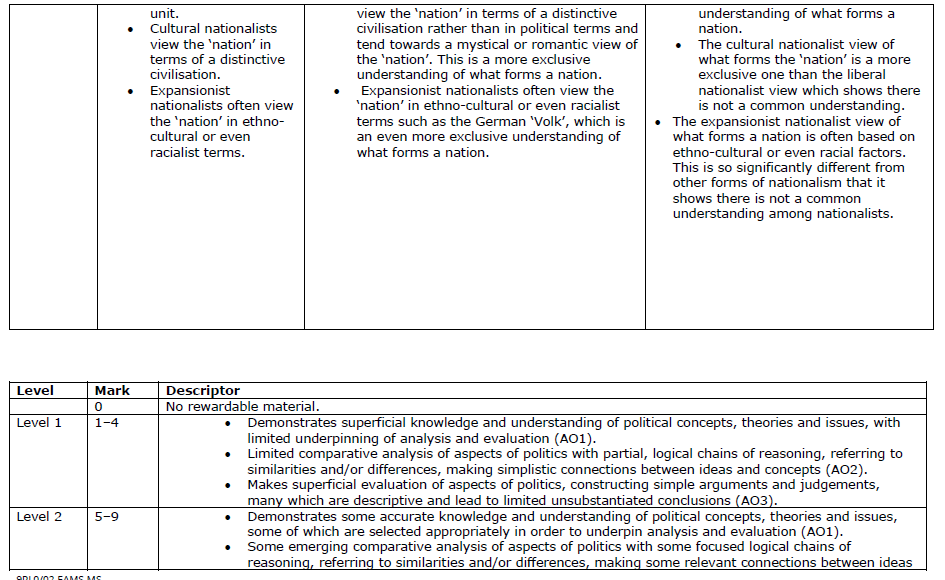 unit.
• Cultural nationalists
view the ‘nation’ in
terms of a distinctive
civilisation.
• Expansionist
nationalists often view
the ‘nation’ in ethno-
cultural or even
racialist terms.
view the ‘nation’ in terms of a distinctive
civilisation rather than in political terms and
tend towards a mystical or romantic view of
the ‘nation’. This is a more exclusive
understanding of what forms a nation.
• Expansionist nationalists often view the
‘nation’ in ethno-cultural or even racialist
terms such as the German ‘Volk’, which is
an even more exclusive understanding of
what forms a nation.
understanding of what forms a
nation.
• The cultural nationalist view of
what forms the ‘nation’ is a more
exclusive one than the liberal
nationalist view which shows there
is not a common understanding.
• The expansionist nationalist view of
what forms a nation is often based on
ethno-cultural or even racial factors.
This is so significantly different from
other forms of nationalism that it
shows there is not a common
understanding among nationalists.
Level Mark Descriptor
0 No rewardable material.
Level 1 1–4 • Demonstrates superficial knowledge and understanding of political concepts, theories and issues, with
limited underpinning of analysis and evaluation (AO1).
• Limited comparative analysis of aspects of politics with partial, logical chains of reasoning, referring to
similarities and/or differences, making simplistic connections between ideas and concepts (AO2).
• Makes superficial evaluation of aspects of politics, constructing simple arguments and judgements,
many which are descriptive and lead to limited unsubstantiated conclusions (AO3).
Level 2 5–9 • Demonstrates some accurate knowledge and understanding of political concepts, theories and issues,
some of which are selected appropriately in order to underpin analysis and evaluation (AO1).
• Some emerging comparative analysis of aspects of politics with some focused logical chains of
reasoning, referring to similarities and/or differences, making some relevant connections between ideas